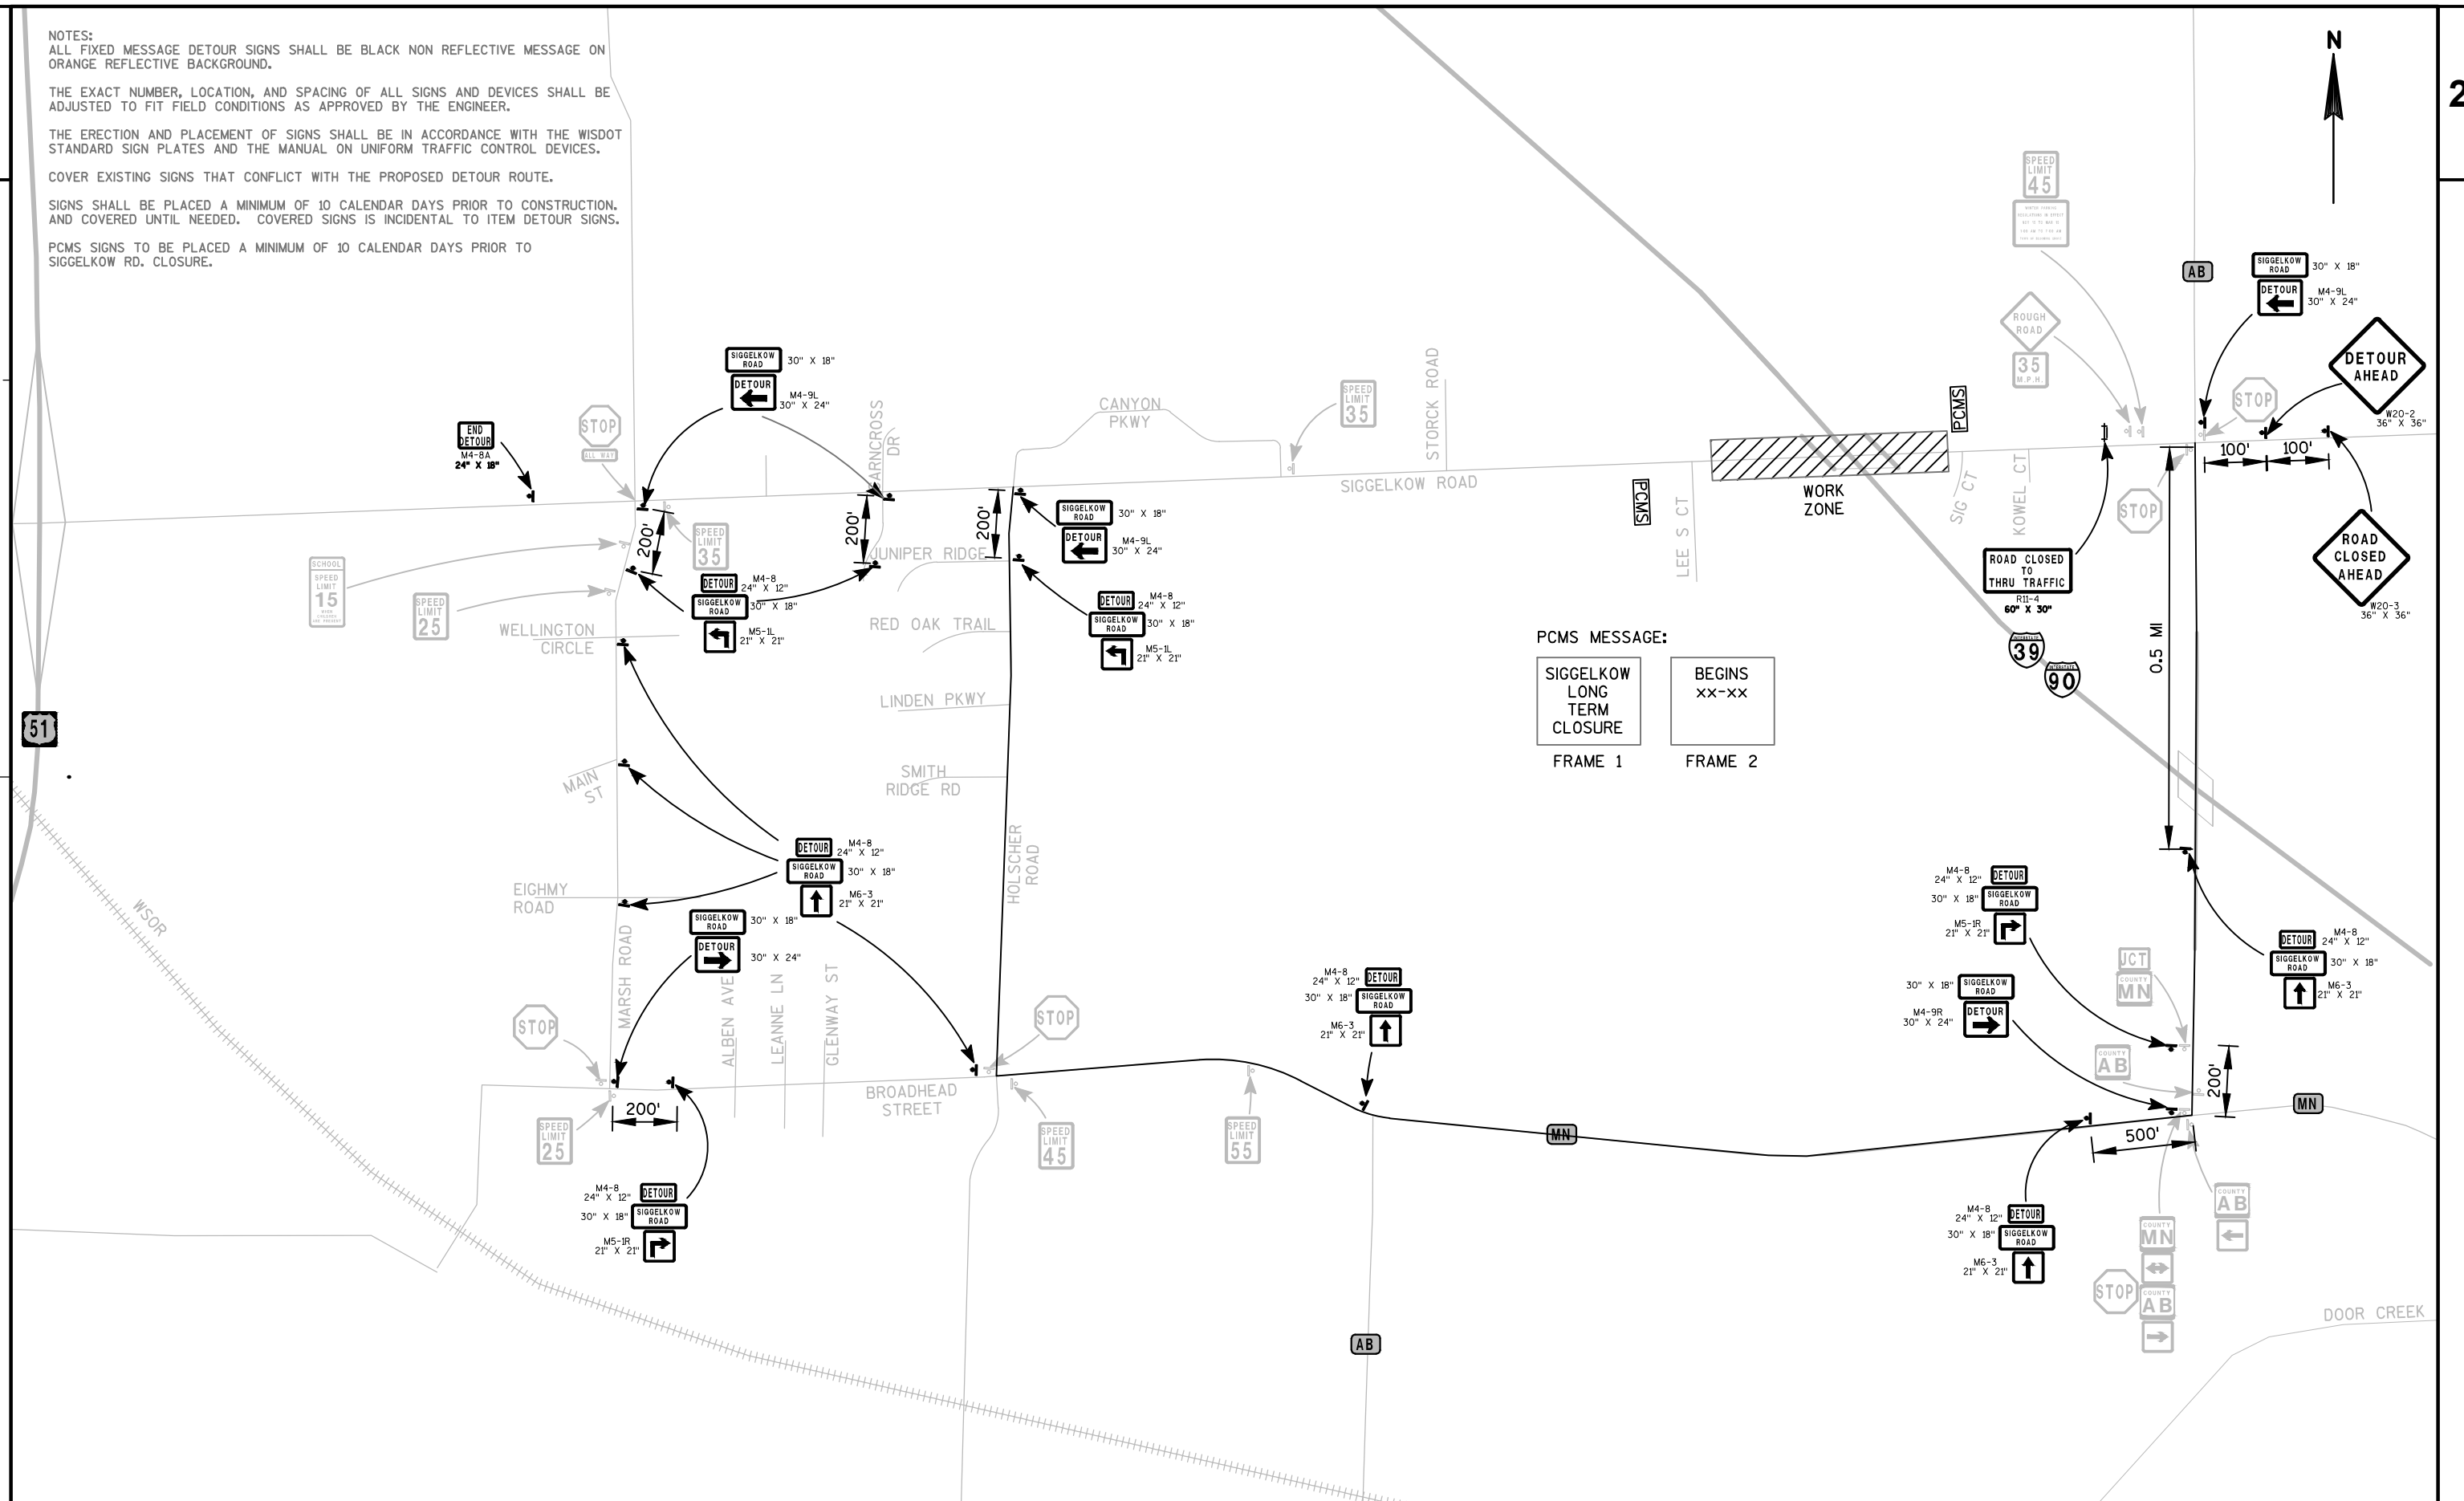 NOTES:
ALL FIXED MESSAGE DETOUR SIGNS SHALL BE BLACK NON REFLECTIVE MESSAGE ON
ORANGE REFLECTIVE BACKGROUND.
THE EXACT NUMBER, LOCATION, AND SPACING OF ALL SIGNS AND DEVICES SHALL BE
ADJUSTED TO FIT FIELD CONDITIONS AS APPROVED BY THE ENGINEER.
THE ERECTION AND PLACEMENT OF SIGNS SHALL BE IN ACCORDANCE WITH THE WISDOT
STANDARD SIGN PLATES AND THE MANUAL ON UNIFORM TRAFFIC CONTROL DEVICES.
COVER EXISTING SIGNS THAT CONFLICT WITH THE PROPOSED DETOUR ROUTE.
SIGNS SHALL BE PLACED A MINIMUM OF 10 CALENDAR DAYS PRIOR TO CONSTRUCTION.
AND COVERED UNTIL NEEDED. COVERED SIGNS IS INCIDENTAL TO ITEM DETOUR SIGNS.
PCMS SIGNS TO BE PLACED A MINIMUM OF 10 CALENDAR DAYS PRIOR TO
SIGGELKOW RD. CLOSURE.
N
2
SPEED
LIMIT
45
AB
SIGGELKOW
ROAD
30" X 18"
DETOUR
M4-9L
30" X 24"
ROUGH
ROAD
35
M.P.H.
DETOUR
AHEAD
W20-2
36" X 36"
STOP
100'
100'
ROAD
CLOSED
AHEAD
W20-3
36" X 36"
SIGGELKOW
ROAD
30" X 18"
DETOUR
M4-9L
30" X 24"
END
DETOUR
M4-8A
24" X 18"
STOP
ALL WAY
ARNCROSS
DR
CANYON
PKWY
SPEED
LIMIT
35
STORCK ROAD
PCMS
SIGGELKOW ROAD
PCMS
WORK
ZONE
LEE S CT
SIG CT
KOWEL CT
STOP
ROAD CLOSED
TO
THRU TRAFFIC
R11-4
60" X 30"
200'
SPEED
LIMIT
35
200'
200'
JUNIPER RIDGE
SIGGELKOW
ROAD
30" X 18"
DETOUR
M4-9L
30" X 24"
SCHOOL
SPEED
LIMIT
15
SPEED
LIMIT
25
DETOUR
M4-8
24" X 12"
SIGGELKOW
ROAD
30" X 18"
M5-1L
21" X 21"
DETOUR
M4-8
24" X 12"
SIGGELKOW
ROAD
30" X 18"
M5-1L
21" X 21"
WELLINGTON
CIRCLE
RED OAK TRAIL
LINDEN PKWY
SMITH
RIDGE RD
PCMS MESSAGE:
SIGGELKOW
LONG
TERM
CLOSURE
FRAME 1
BEGINS
XX-XX
FRAME 2
INTERSTATE
39
INTERSTATE
90
0.5 MI
51
MAIN
ST
WSOR
EIGHMY
ROAD
MARSH ROAD
DETOUR
M4-8
24" X 12"
SIGGELKOW
ROAD
30" X 18"
M6-3
21" X 21"
HOLSCHER
ROAD
SIGGELKOW
ROAD
30" X 18"
DETOUR
30" X 24"
ALBEN AVE
LEANNE LN
GLENWAY ST
STOP
STOP
BROADHEAD
STREET
SPEED
LIMIT
25
200'
SPEED
LIMIT
45
SPEED
LIMIT
55
M4-8
24" X 12"
DETOUR
30" X 18"
SIGGELKOW
ROAD
M5-1R
21" X 21"
M4-8
24" X 12"
DETOUR
30" X 18"
SIGGELKOW
ROAD
M6-3
21" X 21"
MN
AB
M4-8
24" X 12"
DETOUR
30" X 18"
SIGGELKOW
ROAD
M5-1R
21" X 21"
30" X 18"
SIGGELKOW
ROAD
M4-9R
30" X 24"
DETOUR
JCT
COUNTY
MN
COUNTY
AB
DETOUR
M4-8
24" X 12"
SIGGELKOW
ROAD
30" X 18"
M6-3
21" X 21"
200'
500'
MN
M4-8
24" X 12"
DETOUR
30" X 18"
SIGGELKOW
ROAD
M6-3
21" X 21"
COUNTY
MN
STOP
COUNTY
AB
COUNTY
AB
DOOR CREEK